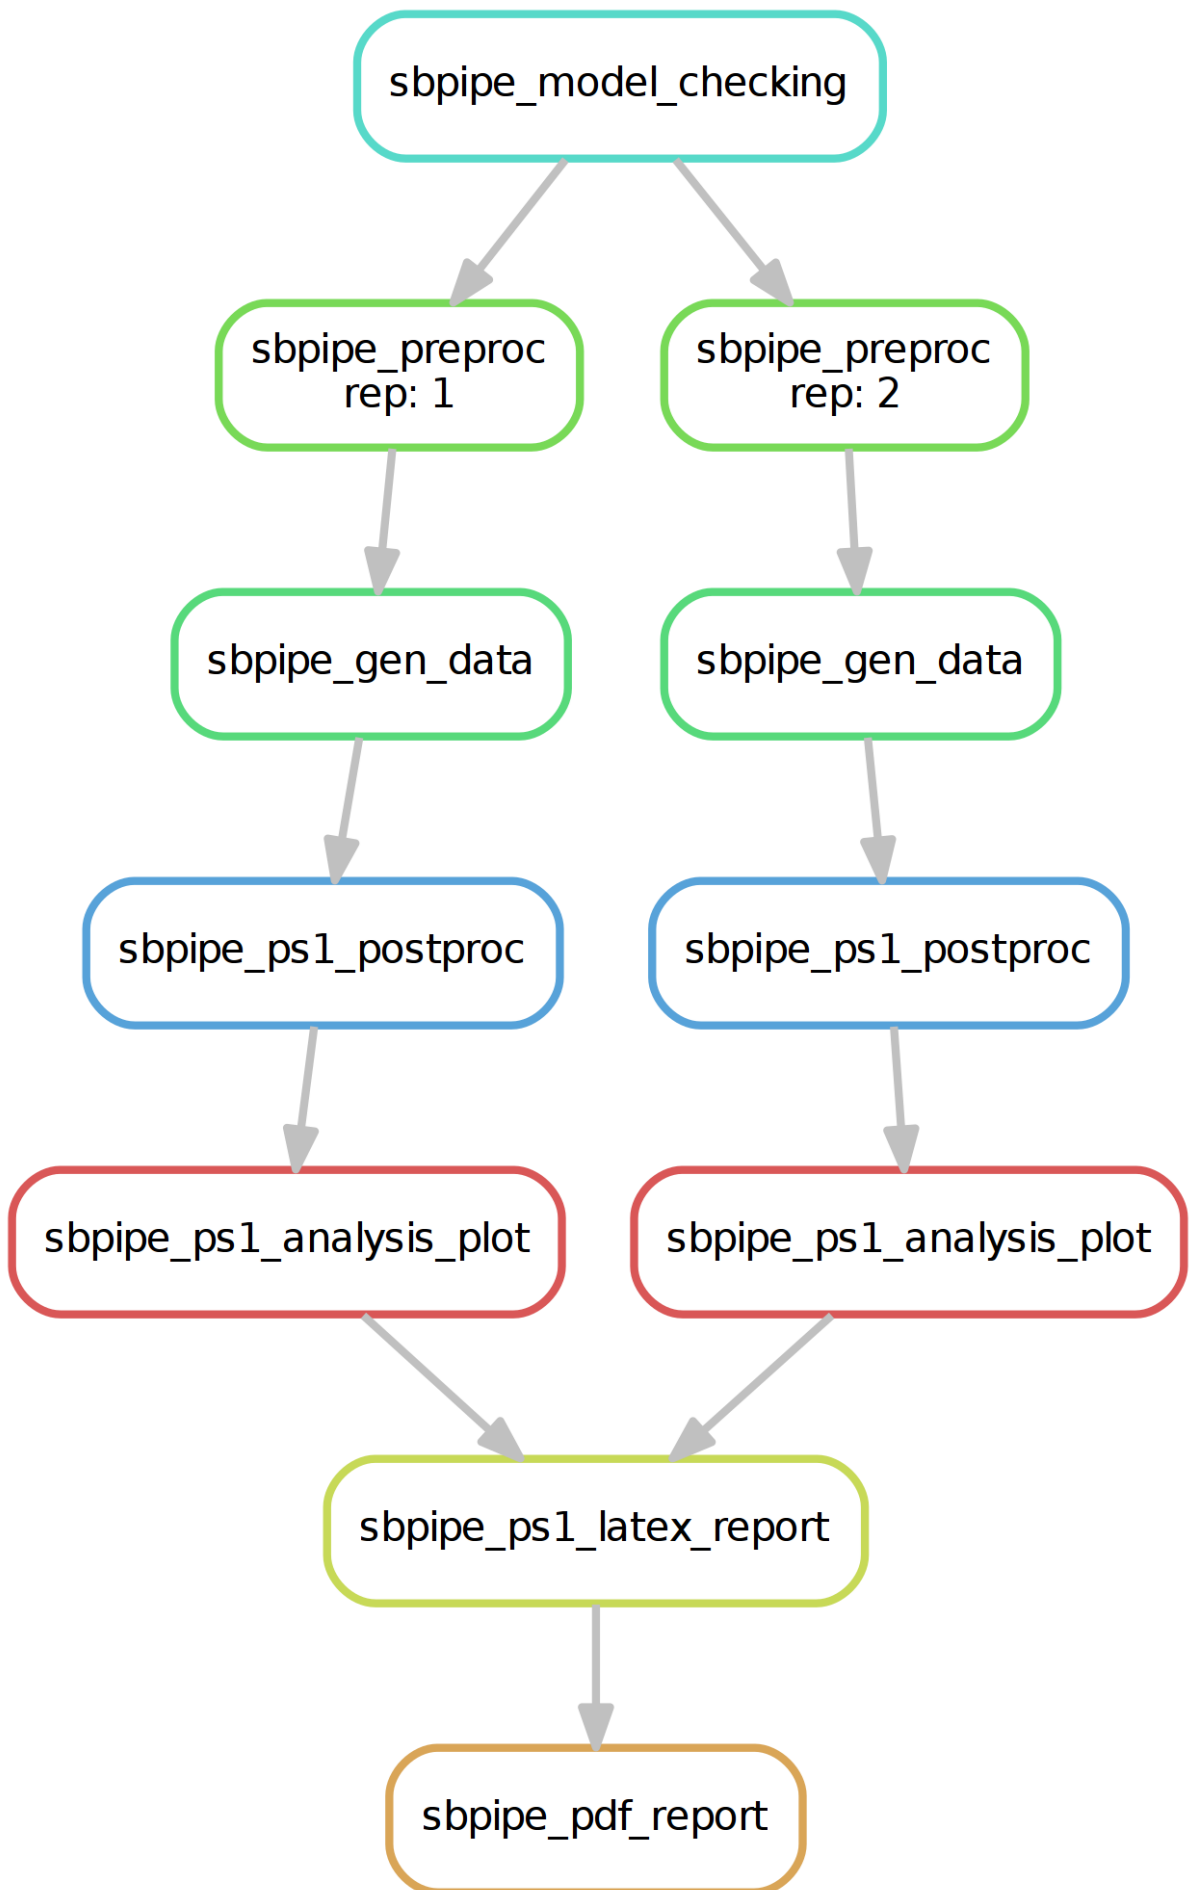 sbpipe_model_checking
sbpipe_preproc
rep: 1
sbpipe_preproc
rep: 2
sbpipe_gen_data
sbpipe_gen_data
sbpipe_ps1_postproc
sbpipe_ps1_postproc
sbpipe_ps1_analysis_plot
sbpipe_ps1_analysis_plot
sbpipe_ps1_latex_report
sbpipe_pdf_report